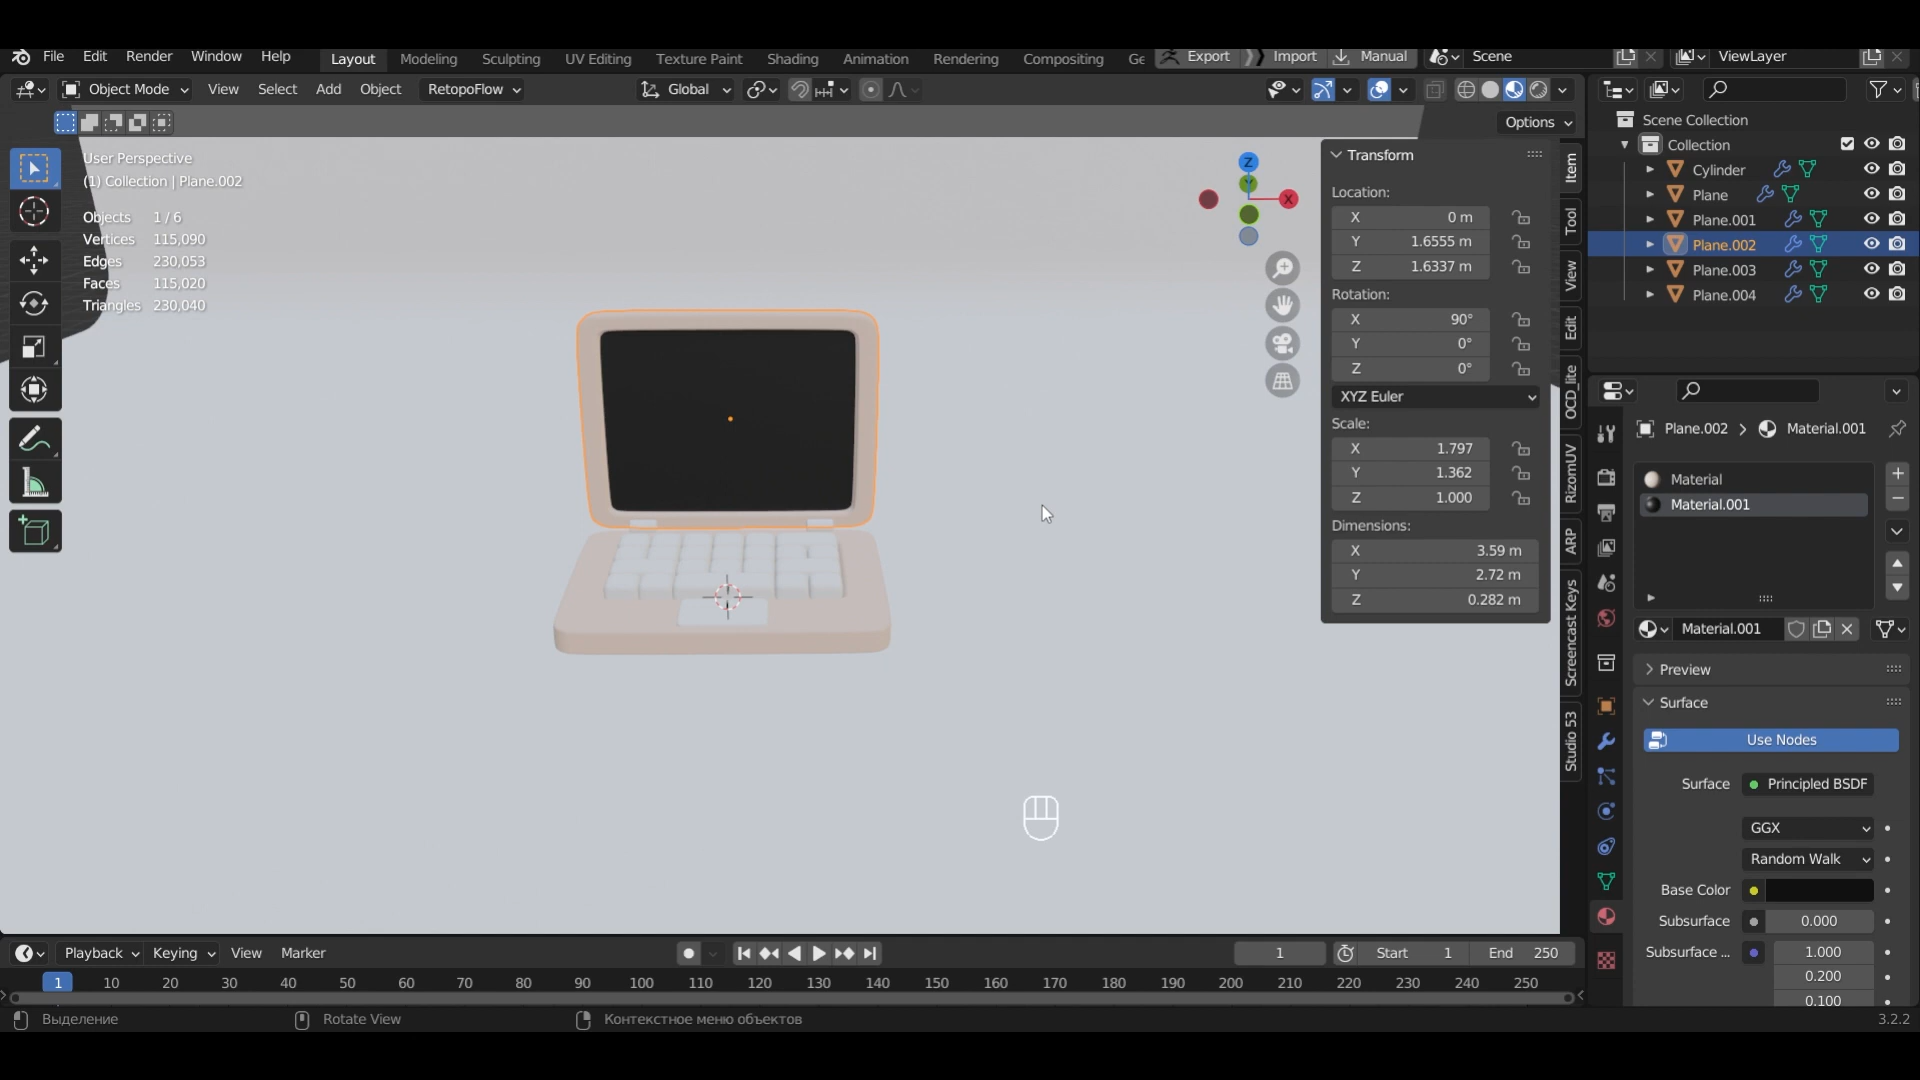 File Edit Render Window Help Layout Modeling Sculpting UV Editing Texture Paint Shading Animation Rendering Compositing Ge Export Import Manual Scene ViewLayer
Object Mode View Select Add Object RetopoFlow Global
Options
User Perspective
(1) Collection | Plane.002
Objects 1 / 6
Vertices 115,090
Edges 230,053
Faces 115,020
Triangles 230,040
Z
X
Transform
Location:
X 0 m
Y 1.6555 m
Z 1.6337 m
Rotation:
X 90°
Y 0°
Z 0°
XYZ Euler
Scale:
X 1.797
Y 1.362
Z 1.000
Dimensions:
X 3.59 m
Y 2.72 m
Z 0.282 m
Item
Tool
View
Edit
OCD_lite
RizomUV
ARP
Screencast Keys
Studio 53
Scene Collection
Collection
Cylinder
Plane
Plane.001
Plane.002
Plane.003
Plane.004
Plane.002 Material.001
Material
Material.001
Material.001
Preview
Surface
Use Nodes
Surface Principled BSDF
GGX
Random Walk
Base Color
Subsurface 0.000
Subsurface ... 1.000
0.200
0.100
Playback Keying View Marker 1 Start 1 End 250
1 10 20 30 40 50 60 70 80 90 100 110 120 130 140 150 160 170 180 190 200 210 220 230 240 250
Выделение Rotate View Контекстное меню объектов 3.2.2